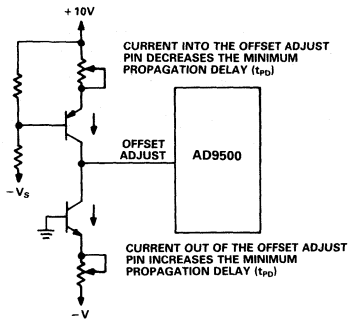 + 10V
CURRENT INTO THE OFFSET ADJUST
PIN DECREASES THE MINIMUM
PROPAGATION DELAY (tPD)
OFFSET
ADJUST
AD9500
– VS
CURRENT OUT OF THE OFFSET ADJUST
PIN INCREASES THE MINIMUM
PROPAGATION DELAY (tPD)
– V